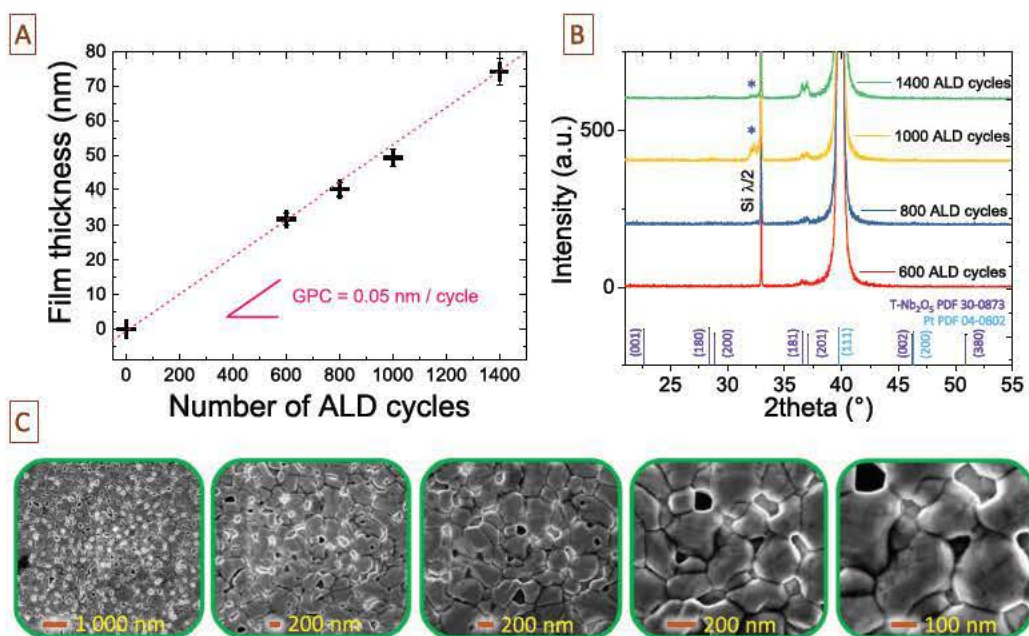 A
Film thickness (nm)
80
70
60
50
40
30
20
10
0
GPC = 0.05 nm / cycle
0 200 400 600 800 1000 1200 1400
Number of ALD cycles
B
Intensity (a.u.)
500
0
*
1400 ALD cycles
*
1000 ALD cycles
Si λ/2
800 ALD cycles
600 ALD cycles
T-Nb₂O₅ PDF 30-0873
Pt PDF 04-0802
(001)
(180)
(200)
(181)
(201)
(111)
(002)
(200)
(380)
25 30 35 40 45 50 55
2theta (°)
C
1 000 nm
200 nm
200 nm
200 nm
100 nm